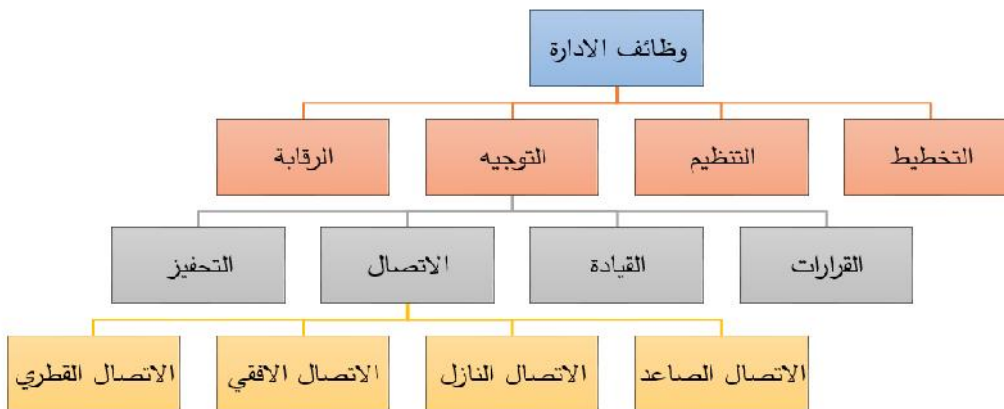 وظائف الادارة
التخطيط
التنظيم
التوجيه
الرقابة
القرارات
القيادة
الاتصال
التحفيز
الاتصال الصاعد
الاتصال النازل
الاتصال الافقي
الاتصال القطري